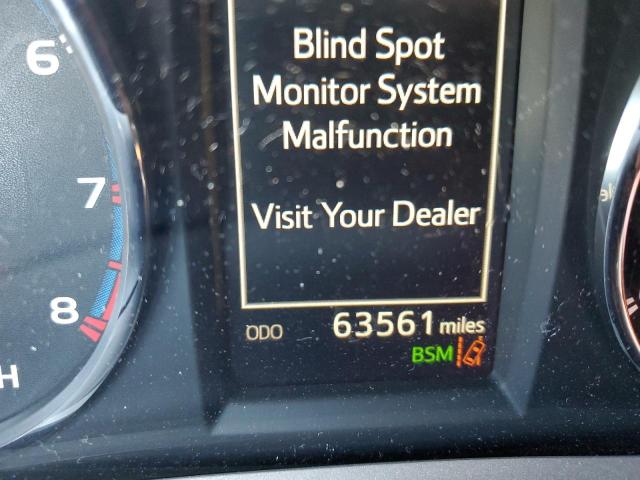 6
Blind Spot
Monitor System
Malfunction
7
Visit Your Dealer
8
ODO 63561 miles
BSM
H